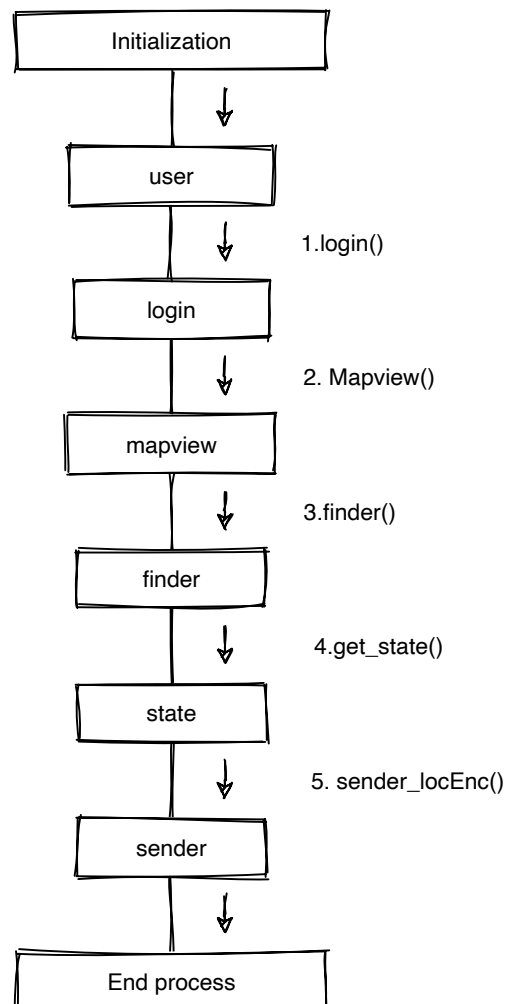 Initialization
user
1.login()
login
2. Mapview()
mapview
3.finder()
finder
4.get_state()
state
5. sender_locEnc()
sender
End process